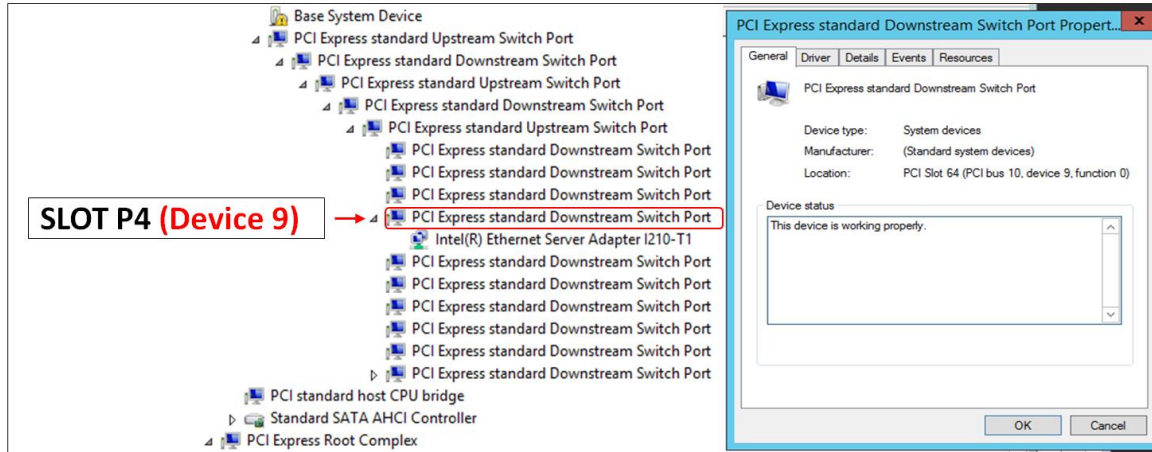 Base System Device
PCI Express standard Upstream Switch Port
PCI Express standard Downstream Switch Port
PCI Express standard Upstream Switch Port
PCI Express standard Downstream Switch Port
PCI Express standard Upstream Switch Port
PCI Express standard Downstream Switch Port
PCI Express standard Downstream Switch Port
PCI Express standard Downstream Switch Port
SLOT P4 (Device 9)
PCI Express standard Downstream Switch Port
Intel(R) Ethernet Server Adapter I210-T1
PCI Express standard Downstream Switch Port
PCI Express standard Downstream Switch Port
PCI Express standard Downstream Switch Port
PCI Express standard Downstream Switch Port
PCI Express standard Downstream Switch Port
PCI Express standard Downstream Switch Port
PCI standard host CPU bridge
Standard SATA AHCI Controller
PCI Express Root Complex
PCI Express standard Downstream Switch Port Propert...
General Driver Details Events Resources
PCI Express standard Downstream Switch Port
Device type: System devices
Manufacturer: (Standard system devices)
Location: PCI Slot 64 (PCI bus 10, device 9, function 0)
Device status
This device is working properly.
OK Cancel